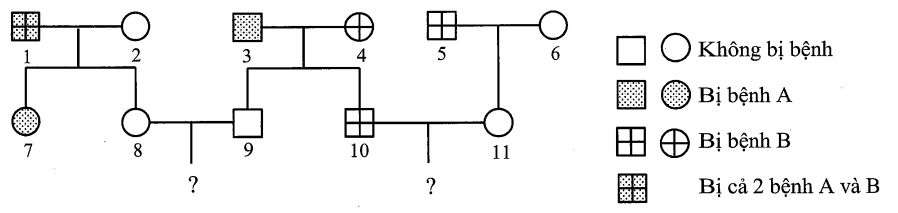 1 2 3 4 5 6
7 8 9 10 11
? ?
Không bị bệnh
Bị bệnh A
Bị bệnh B
Bị cả 2 bệnh A và B